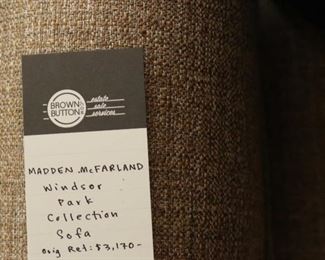 BROWN
BUTTON
estate
sale
services
MADDEN McFARLAND
Windsor
Park
Collection
Sofa
Orig Ret: $3,170-